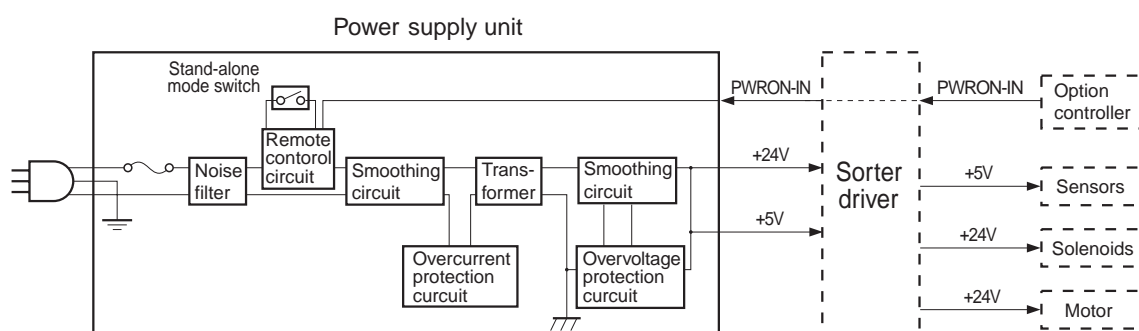 Power supply unit
Stand-alone
mode switch
PWRON-IN
PWRON-IN
Option
controller
Remote
contorol
circuit
Noise
filter
Smoothing
circuit
Trans-
former
Smoothing
circuit
+24V
Sorter
driver
+5V
Sensors
+5V
+24V
Solenoids
Overcurrent
protection
curcuit
Overvoltage
protection
curcuit
+24V
Motor